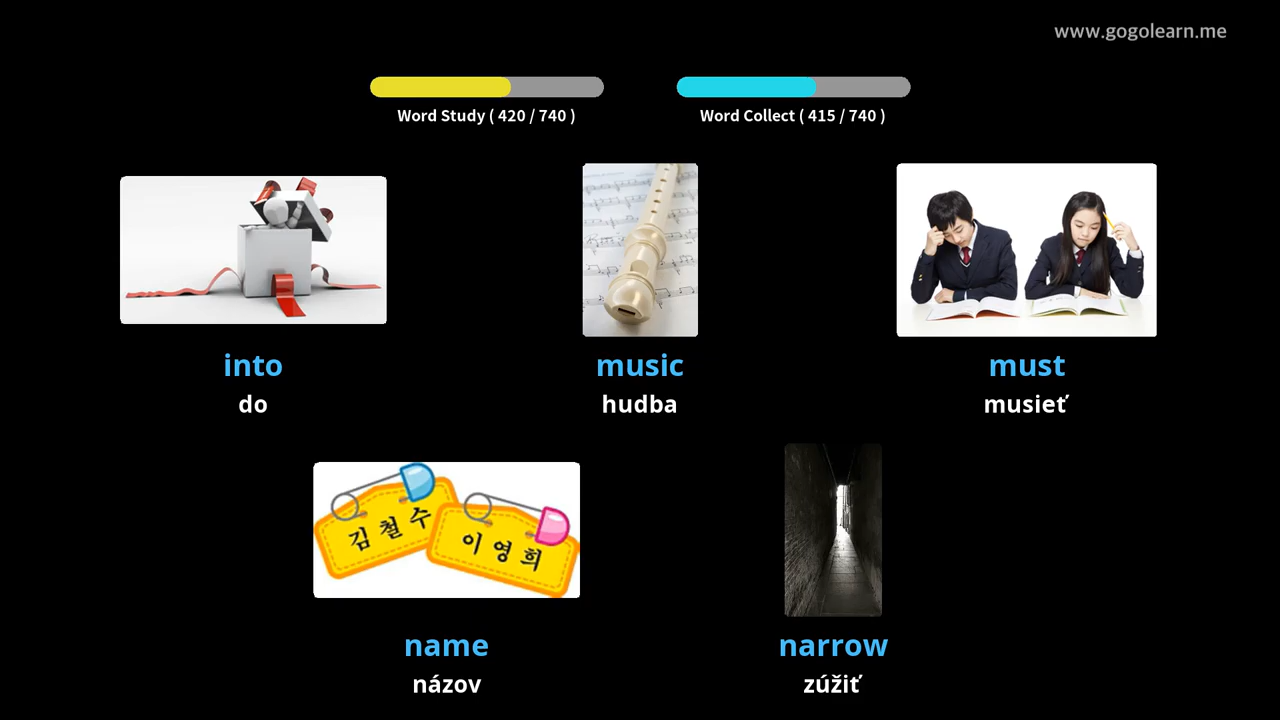 www.gogolearn.me
Word Study ( 420 / 740 )
Word Collect ( 415 / 740 )
into
do
music
hudba
must
musieť
김철수
이영희
name
názov
narrow
zúžiť